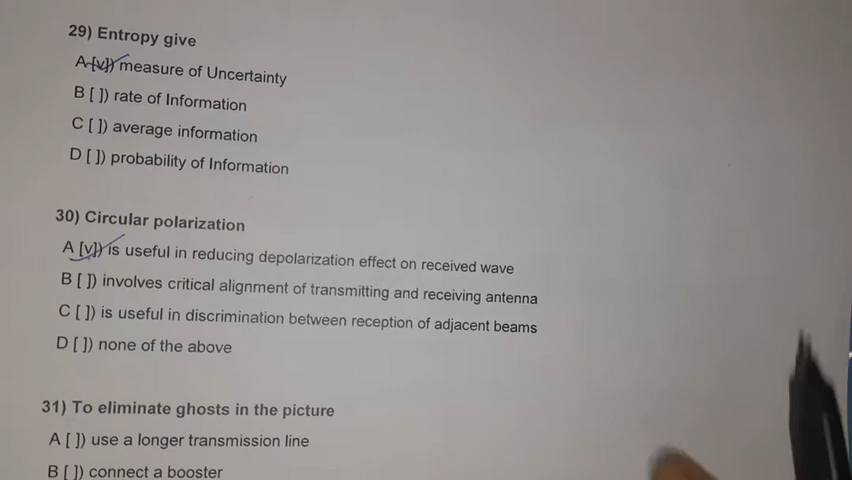 29) Entropy give
A [v]) measure of Uncertainty
B [ ]) rate of Information
C [ ]) average information
D [ ]) probability of Information
30) Circular polarization
A [v]) is useful in reducing depolarization effect on received wave
B [ ]) involves critical alignment of transmitting and receiving antenna
C [ ]) is useful in discrimination between reception of adjacent beams
D [ ]) none of the above
31) To eliminate ghosts in the picture
A [ ]) use a longer transmission line
B [ ]) connect a booster